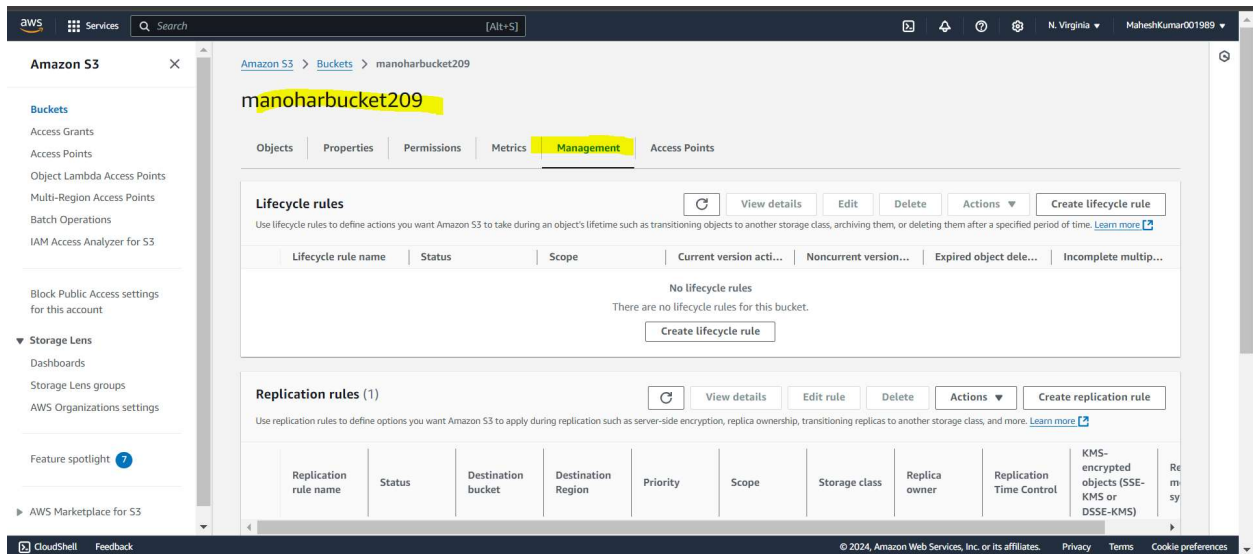 aws Services Search [Alt+S] N. Virginia ▼ MaheshKumar001989 ▼
Amazon S3
Buckets
Access Grants
Access Points
Object Lambda Access Points
Multi-Region Access Points
Batch Operations
IAM Access Analyzer for S3
Block Public Access settings
for this account
▼ Storage Lens
Dashboards
Storage Lens groups
AWS Organizations settings
Feature spotlight 7
▶ AWS Marketplace for S3
Amazon S3 > Buckets > manoharbucket209
manoharbucket209
Objects Properties Permissions Metrics Management Access Points
Lifecycle rules View details Edit Delete Actions ▼ Create lifecycle rule
Use lifecycle rules to define actions you want Amazon S3 to take during an object's lifetime such as transitioning objects to another storage class, archiving them, or deleting them after a specified period of time. Learn more
Lifecycle rule name Status Scope Current version acti... Noncurrent version... Expired object dele... Incomplete multip...
No lifecycle rules
There are no lifecycle rules for this bucket.
Create lifecycle rule
Replication rules (1) View details Edit rule Delete Actions ▼ Create replication rule
Use replication rules to define options you want Amazon S3 to apply during replication such as server-side encryption, replica ownership, transitioning replicas to another storage class, and more. Learn more
Replication rule name
Status
Destination bucket
Destination Region
Priority
Scope
Storage class
Replica owner
Replication Time Control
KMS-
encrypted
objects (SSE-
KMS or
DSSE-KMS)
CloudShell Feedback © 2024, Amazon Web Services, Inc. or its affiliates. Privacy Terms Cookie preferences